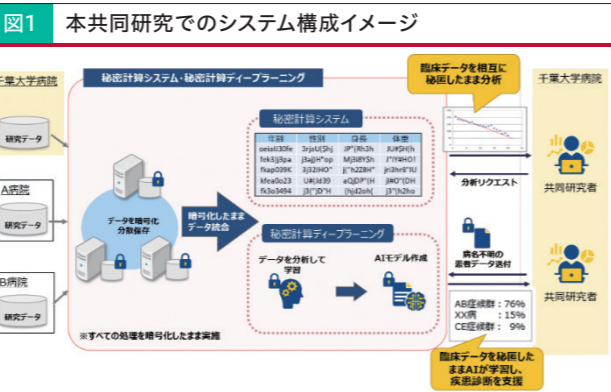 図1 本共同研究でのシステム構成イメージ
千葉大学病院
研究データ
A病院
研究データ
B病院
研究データ
秘密計算システム・秘密計算ディープラーニング
データを暗号化
分散保存
暗号化したまま
データ統合
※すべての処理を暗号化したまま実施
秘密計算システム
年齢 性別 身長 体重
秘密計算ディープラーニング
データを分析して
学習
AIモデル作成
臨床データを相互に
秘匿したまま分析
分析リクエスト
病名不明の
患者データ送付
AB症候群：76%
XX病 ：15%
CE症候群： 9%
臨床データを秘匿した
ままAIが学習し、
疾患診断を支援
千葉大学病院
共同研究者
共同研究者